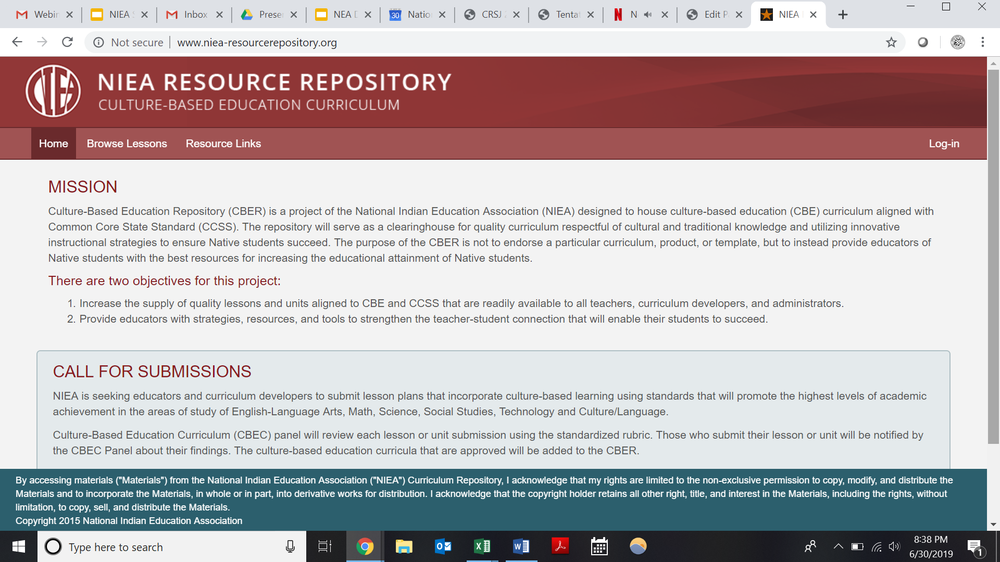 Webin
NIEA S
Inbox
Preser
NEA D
30
Natio
CRSJ 2
Tentat
N
Edit P
NIEA
Not secure
www.niea-resourcerepository.org
NIEA
NIEA RESOURCE REPOSITORY
CULTURE-BASED EDUCATION CURRICULUM
Home
Browse Lessons
Resource Links
Log-in
MISSION
Culture-Based Education Repository (CBER) is a project of the National Indian Education Association (NIEA) designed to house culture-based education (CBE) curriculum aligned with
Common Core State Standard (CCSS). The repository will serve as a clearinghouse for quality curriculum respectful of cultural and traditional knowledge and utilizing innovative
instructional strategies to ensure Native students succeed. The purpose of the CBER is not to endorse a particular curriculum, product, or template, but to instead provide educators of
Native students with the best resources for increasing the educational attainment of Native students.
There are two objectives for this project:
1. Increase the supply of quality lessons and units aligned to CBE and CCSS that are readily available to all teachers, curriculum developers, and administrators.
2. Provide educators with strategies, resources, and tools to strengthen the teacher-student connection that will enable their students to succeed.
CALL FOR SUBMISSIONS
NIEA is seeking educators and curriculum developers to submit lesson plans that incorporate culture-based learning using standards that will promote the highest levels of academic
achievement in the areas of study of English-Language Arts, Math, Science, Social Studies, Technology and Culture/Language.
Culture-Based Education Curriculum (CBEC) panel will review each lesson or unit submission using the standardized rubric. Those who submit their lesson or unit will be notified by
the CBEC Panel about their findings. The culture-based education curricula that are approved will be added to the CBER.
By accessing materials ("Materials") from the National Indian Education Association ("NIEA") Curriculum Repository, I acknowledge that my rights are limited to the non-exclusive permission to copy, modify, and distribute the
Materials and to incorporate the Materials, in whole or in part, into derivative works for distribution. I acknowledge that the copyright holder retains all other right, title, and interest in the Materials, including the rights, without
limitation, to copy, sell, and distribute the Materials.
Copyright 2015 National Indian Education Association
Type here to search
8:38 PM
6/30/2019
1